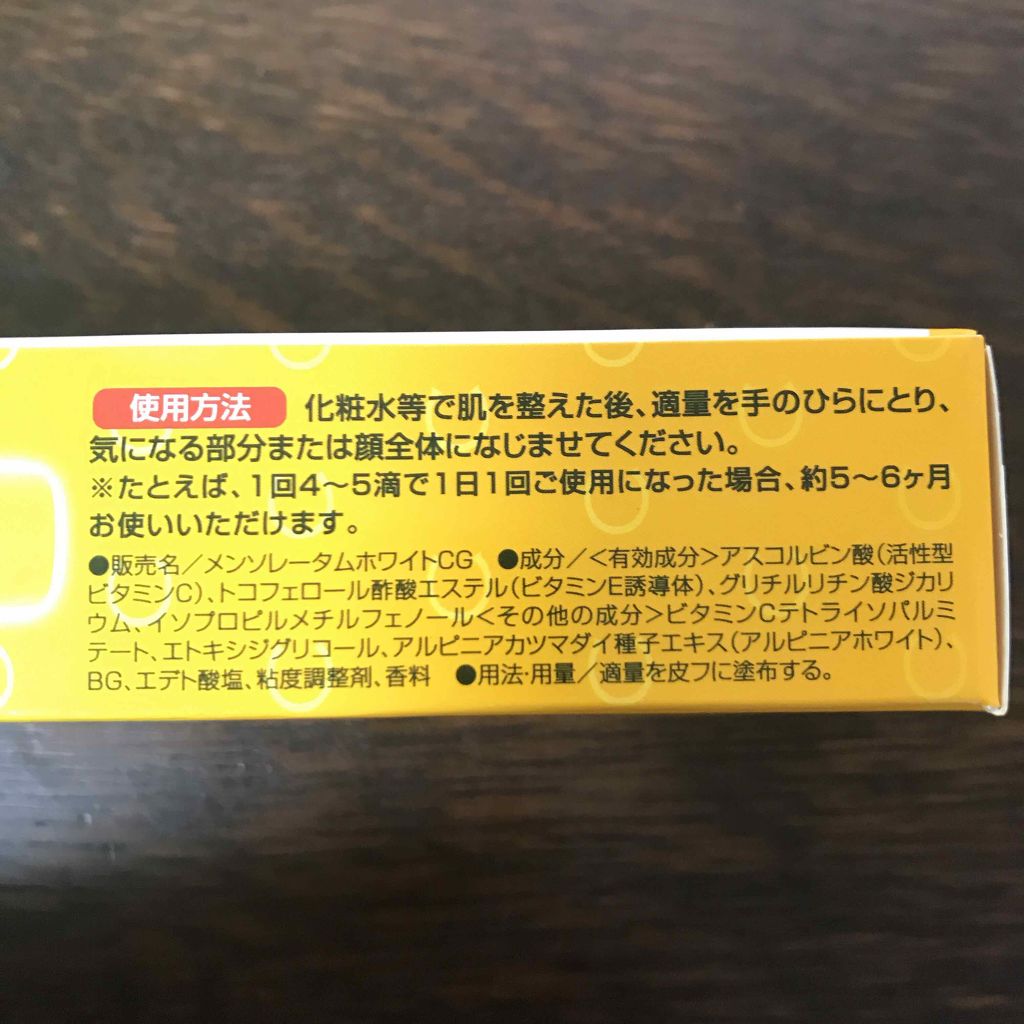 使用方法 化粧水等で肌を整えた後、適量を手のひらにとり、
気になる部分または顔全体になじませてください。
※たとえば、1回4〜5滴で1日1回ご使用になった場合、約5〜6ヶ月
お使いいただけます。
●販売名／メンソレータムホワイトCG ●成分／<有効成分>アスコルビン酸(活性型
ビタミンC)、トコフェロール酢酸エステル(ビタミンE誘導体)、グリチルリチン酸ジカリ
ウム、イソプロピルメチルフェノール<その他の成分>ビタミンCテトライソパルミ
テート、エトキシジグリコール、アルピニアカツマダイ種子エキス(アルピニアホワイト)、
BG、エデト酸塩、粘度調整剤、香料 ●用法・用量／適量を皮フに塗布する。